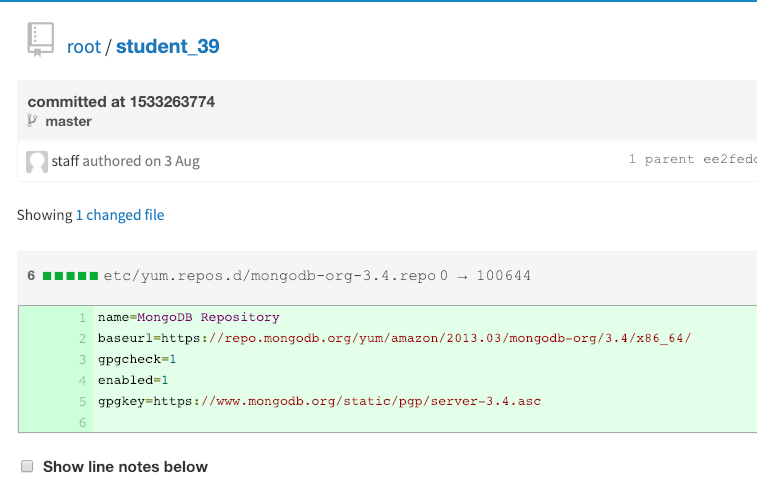 root / student_39
committed at 1533263774
master
staff authored on 3 Aug
1 parent
Showing 1 changed file
6 etc/yum.repos.d/mongodb-org-3.4.repo 0 → 100644
1 name=MongoDB Repository
2 baseurl=https://repo.mongodb.org/yum/amazon/2013.03/mongodb-org/3.4/x86_64/
3 gpgcheck=1
4 enabled=1
5 gpgkey=https://www.mongodb.org/static/pgp/server-3.4.asc
6
Show line notes below